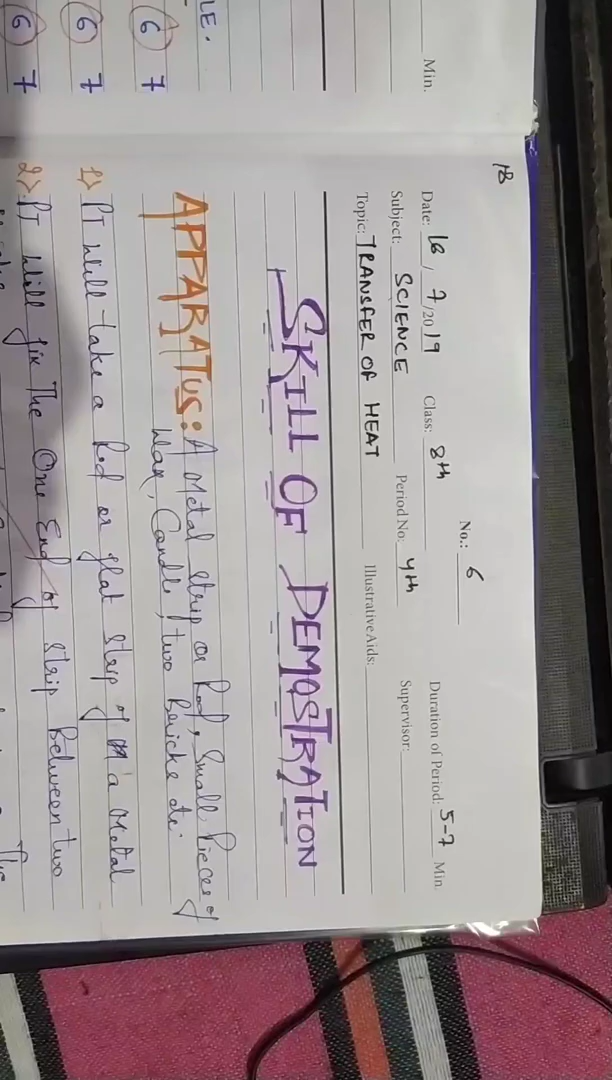 LE.
6 7
6 7
6 7
Min.
18
No.: 6
Date: 16 / 7 /2019 Class: 8th Duration of Period: 5-7 Min.
Subject: SCIENCE Period No: 4th Supervisor:
Topic: TRANSFER OF HEAT Illustrative Aids:
SKILL OF DEMOSTRATION
APPARATUS: A Metal Strip or Rod, Small Pieces of
Wax, Candle, two Bricks etc.
1) PT will take a Rod or flat Strip of a Metal
2) PT will fix The One End of Strip Between two